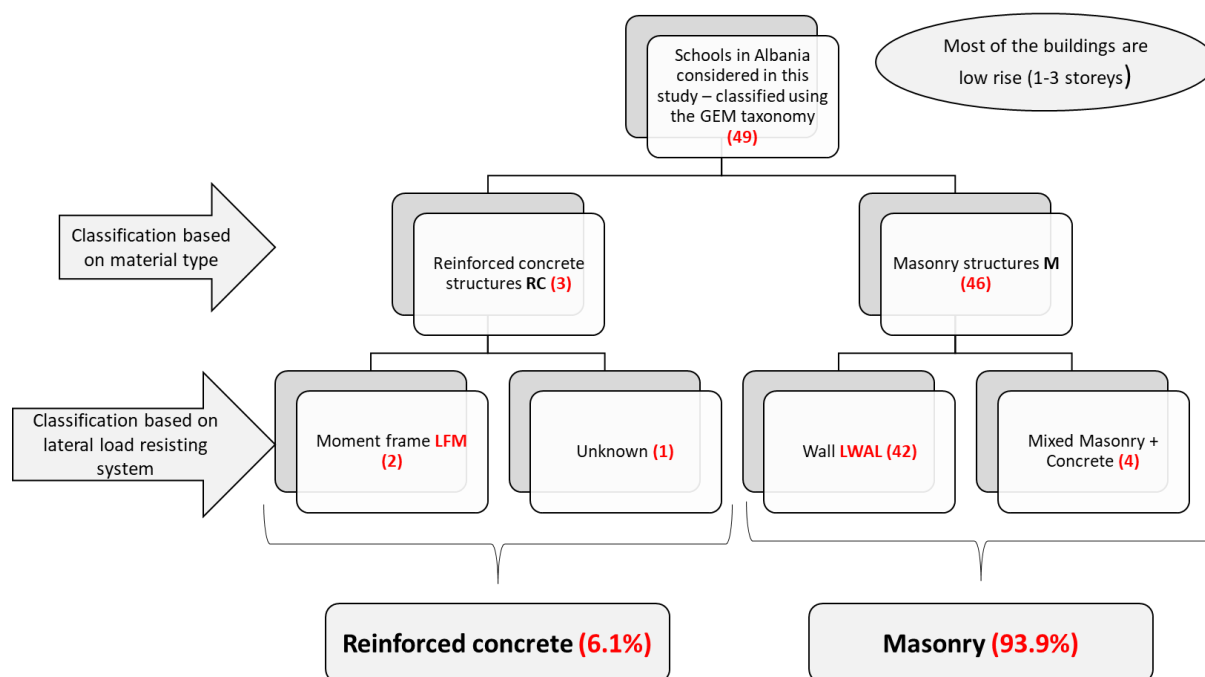 Schools in Albania
considered in this
study – classified using
the GEM taxonomy
(49)
Most of the buildings are
low rise (1-3 storeys)
Classification based
on material type
Reinforced concrete
structures RC (3)
Masonry structures M
(46)
Classification based on
lateral load resisting
system
Moment frame LFM
(2)
Unknown (1)
Wall LWAL (42)
Mixed Masonry +
Concrete (4)
Reinforced concrete (6.1%)
Masonry (93.9%)